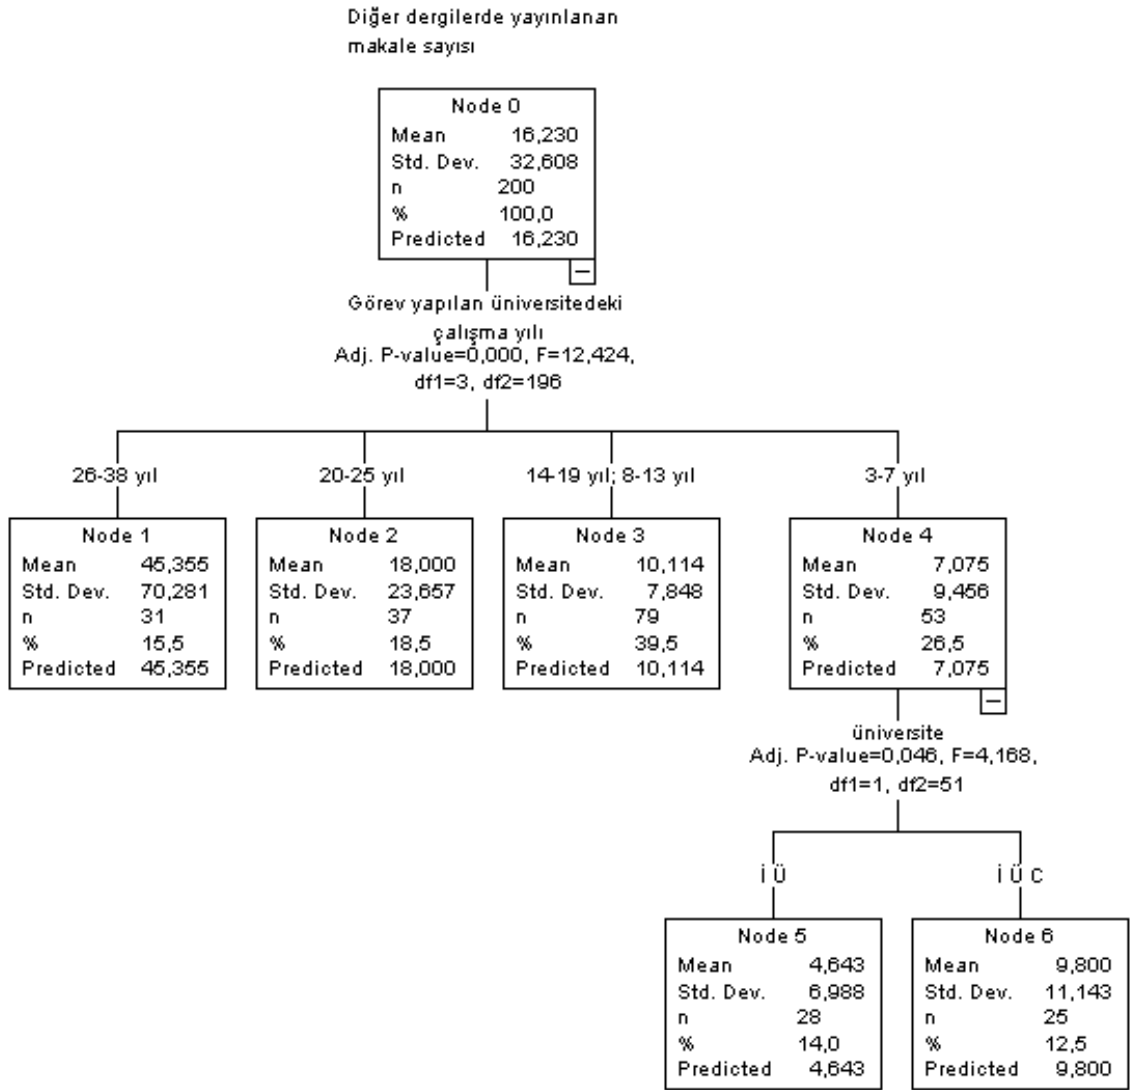 Diğer dergilerde yayınlanan
makale sayısı
Node 0
Mean 16,230
Std. Dev. 32,608
n 200
% 100,0
Predicted 16,230
Görev yapılan üniversitedeki
çalışma yılı
Adj. P-value=0,000, F=12,424,
df1=3, df2=196
26-38 yıl
20-25 yıl
14-19 yıl; 8-13 yıl
3-7 yıl
Node 1
Mean 45,355
Std. Dev. 70,281
n 31
% 15,5
Predicted 45,355
Node 2
Mean 18,000
Std. Dev. 23,657
n 37
% 18,5
Predicted 18,000
Node 3
Mean 10,114
Std. Dev. 7,848
n 79
% 39,5
Predicted 10,114
Node 4
Mean 7,075
Std. Dev. 9,456
n 53
% 26,5
Predicted 7,075
üniversite
Adj. P-value=0,046, F=4,168,
df1=1, df2=51
İ Ü
İ Ü C
Node 5
Mean 4,643
Std. Dev. 6,988
n 28
% 14,0
Predicted 4,643
Node 6
Mean 9,800
Std. Dev. 11,143
n 25
% 12,5
Predicted 9,800